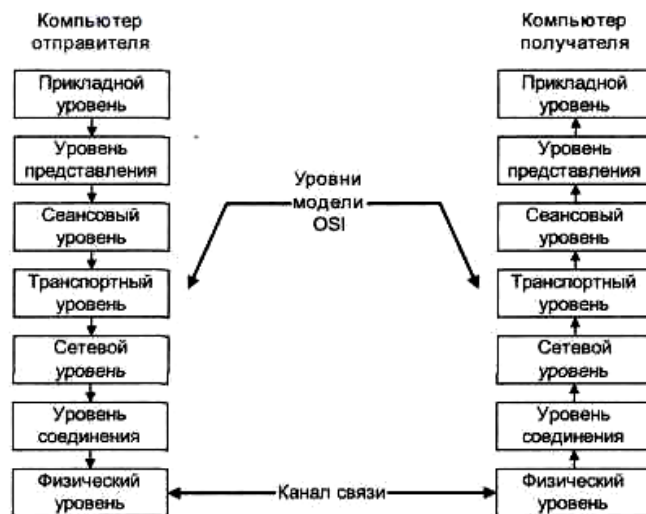 Компьютер
отправителя
Прикладной
уровень
Уровень
представления
Сеансовый
уровень
Транспортный
уровень
Сетевой
уровень
Уровень
соединения
Физический
уровень
Уровни
модели
OSI
Канал связи
Компьютер
получателя
Прикладной
уровень
Уровень
представления
Сеансовый
уровень
Транспортный
уровень
Сетевой
уровень
Уровень
соединения
Физический
уровень